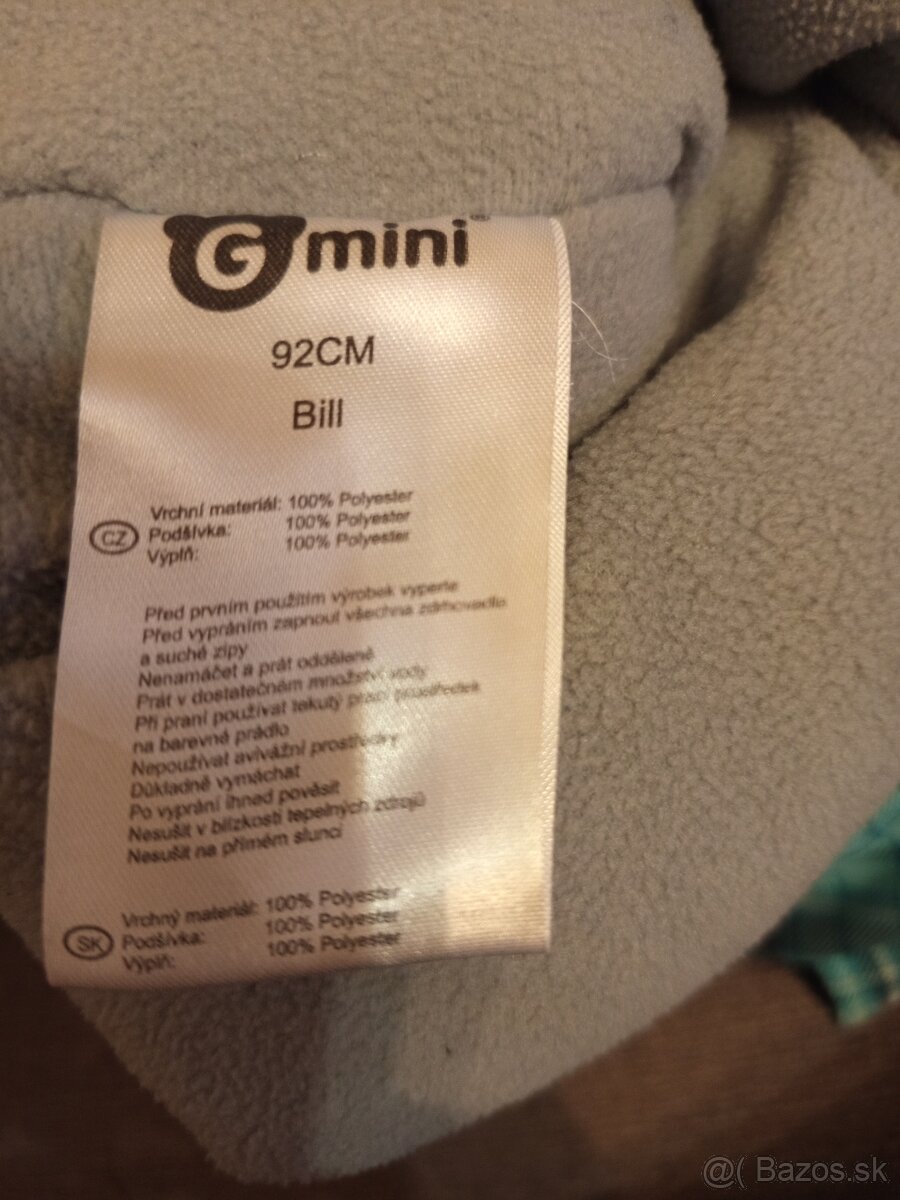 G mini
92CM
Bill
CZ
Vrchní materiál: 100% Polyester
Podšívka: 100% Polyester
Výplň: 100% Polyester
Před prvním použitím výrobek vyperte
Před vypráním zapnout všechna zdrhovadla
a suché zipy
Nenamáčet a prát odděleně
Prát v dostatečném množství vody
Při praní používat tekutý prací prostředek
na barevné prádlo
Nepoužívat avivážní prostředky
Důkladně vymáchat
Po vyprání ihned pověsit
Nesušit v blízkosti tepelných zdrojů
Nesušit na přímém slunci
SK
Vrchný materiál: 100% Polyester
Podšívka: 100% Polyester
Výplň: 100% Polyester
@( Bazos.sk